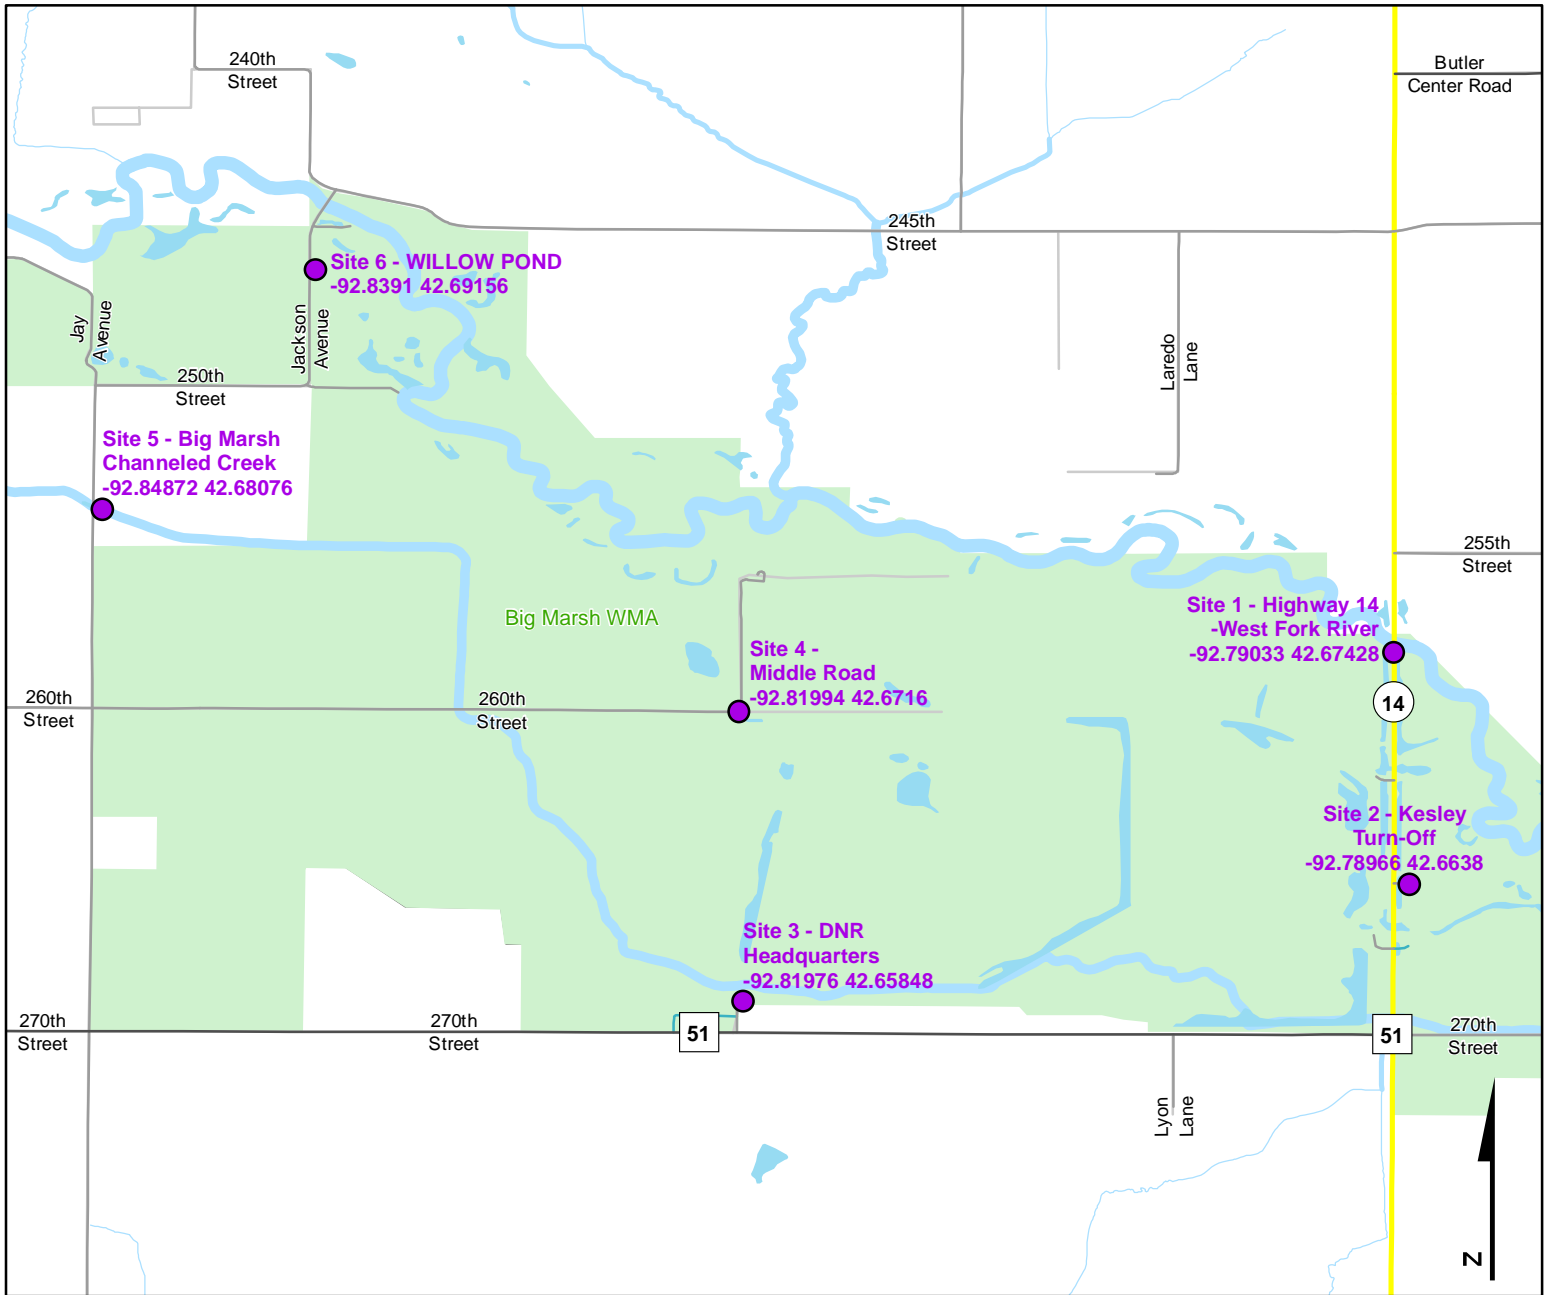 240th
Street
Butler
Center Road
245th
Street
Site 6 - WILLOW POND
-92.8391 42.69156
Jay
Avenue
Jackson
Avenue
Laredo
Lane
250th
Street
Site 5 - Big Marsh
Channeled Creek
-92.84872 42.68076
255th
Street
Big Marsh WMA
Site 1 - Highway 14
-West Fork River
-92.79033 42.67428
Site 4 -
Middle Road
-92.81994 42.6716
260th
Street
260th
Street
14
Site 2 - Kesley
Turn-Off
-92.78966 42.6638
Site 3 - DNR
Headquarters
-92.81976 42.65848
270th
Street
270th
Street
51
51
270th
Street
Lyon
Lane
N